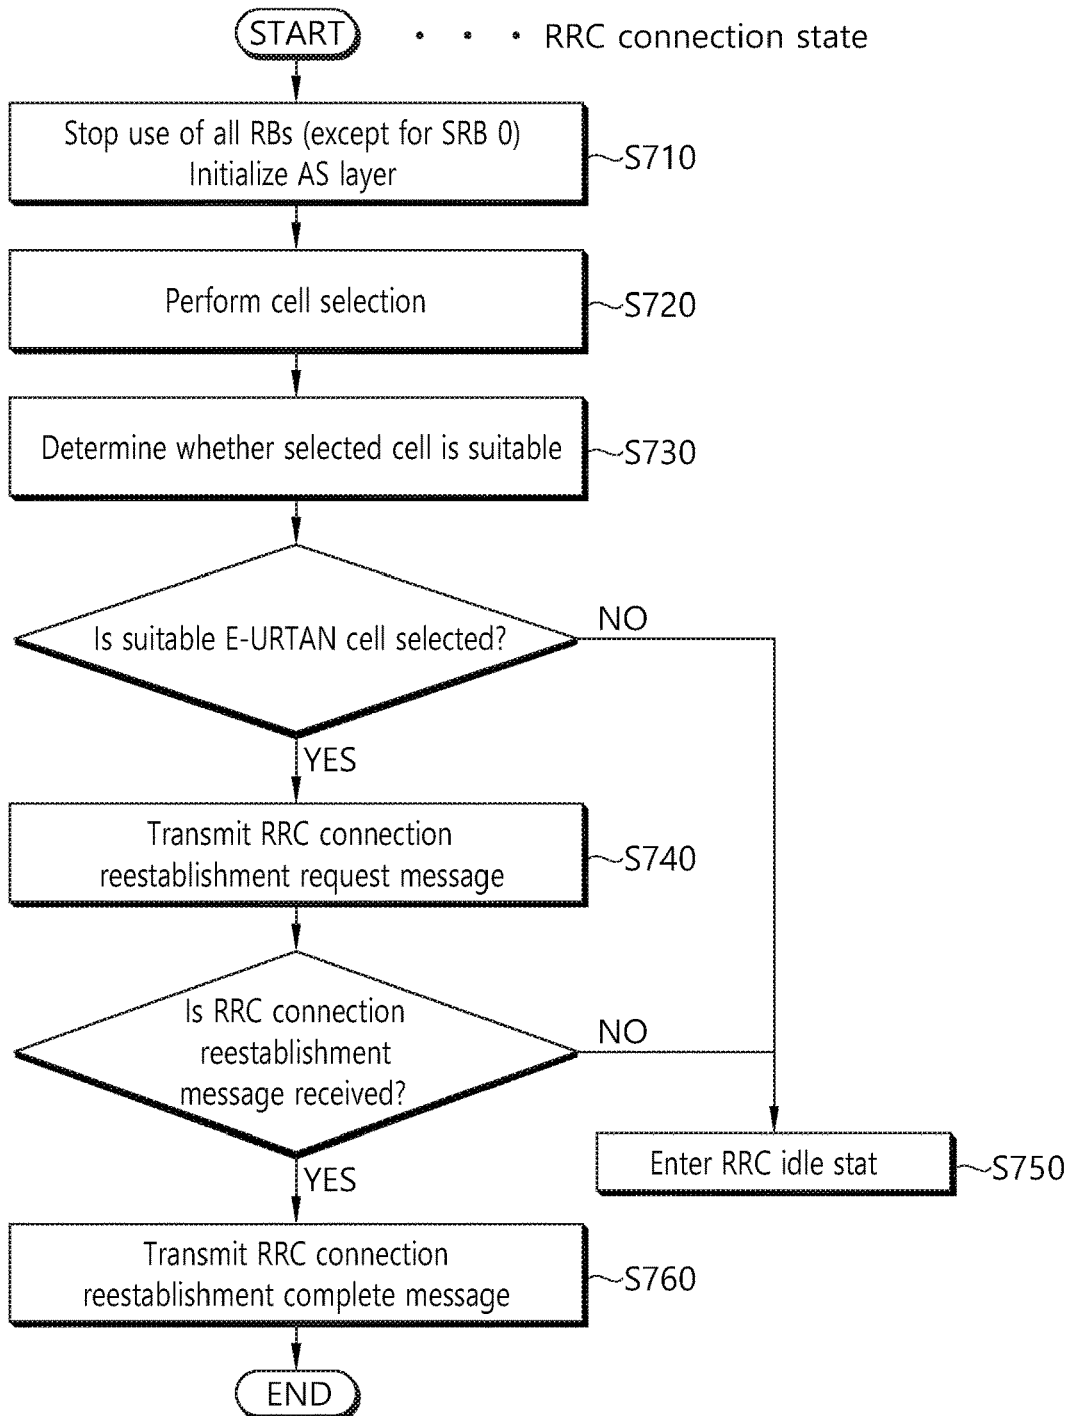 START · · · RRC connection state
Stop use of all RBs (except for SRB 0)
Initialize AS layer
S710
Perform cell selection
S720
Determine whether selected cell is suitable
S730
Is suitable E-URTAN cell selected?
NO
YES
Transmit RRC connection
reestablishment request message
S740
Is RRC connection
reestablishment
message received?
NO
YES
Enter RRC idle stat
S750
Transmit RRC connection
reestablishment complete message
S760
END